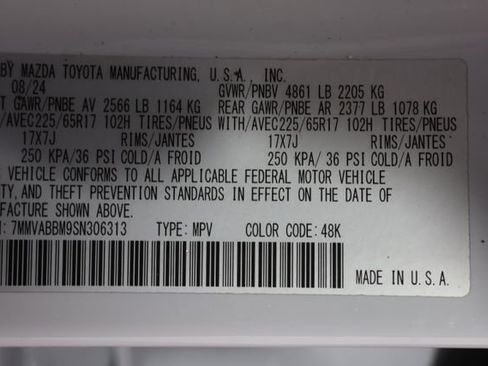 BY MAZDA TOYOTA MANUFACTURING, U.S.A., INC.
08/24 GVWR/PNBV 4861 LB 2205 KG
T GAWR/PNBE AV 2566 LB 1164 KG REAR GAWR/PNBE AR 2377 LB 1078 KG
/AVEC225/65R17 102H TIRES/PNEUS WITH/AVEC225/65R17 102H TIRES/PNEUS
17X7J RIMS/JANTES 17X7J RIMS/JANTES
250 KPA/36 PSI COLD/A FROID 250 KPA/ 36 PSI COLD/A FROID
S VEHICLE CONFORMS TO ALL APPLICABLE FEDERAL MOTOR VEHICLE
TY, AND THEFT PREVENTION STANDARDS IN EFFECT ON THE DATE OF
FACTURE SHOWN ABOVE.
: 7MMVABBM9SN306313 TYPE: MPV COLOR CODE: 48K
MADE IN U.S.A.